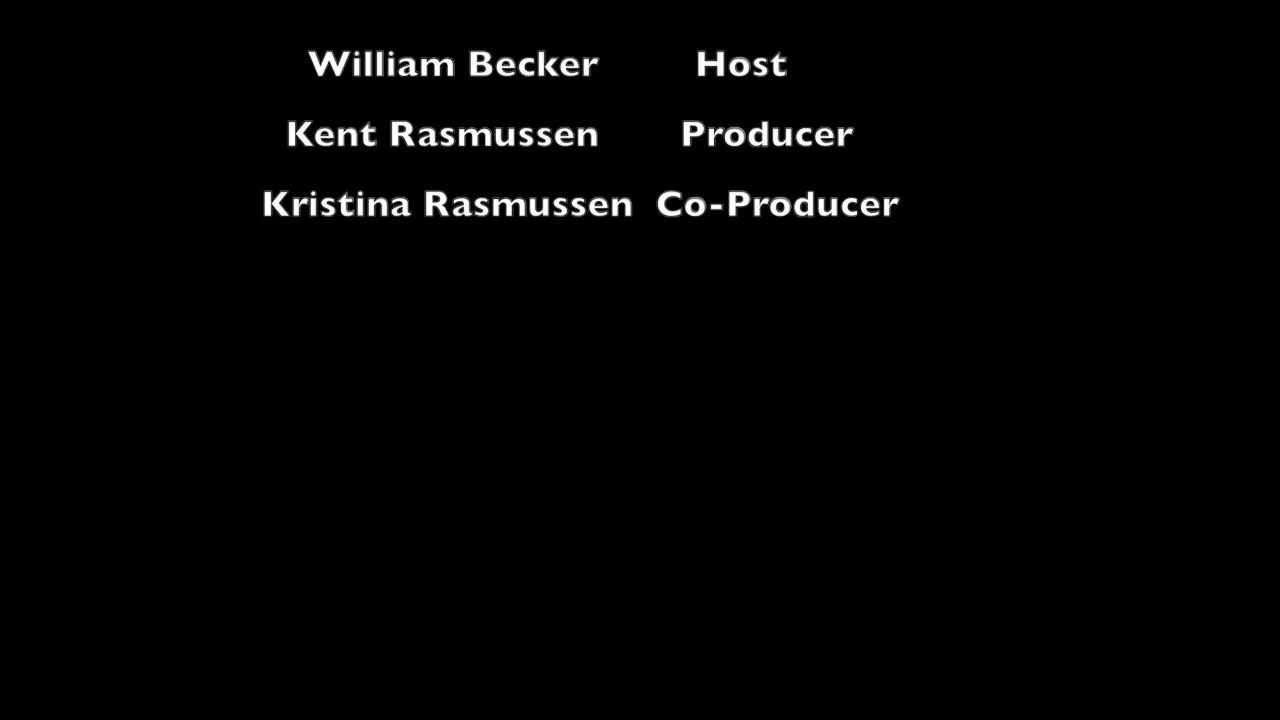 William Becker Host
Kent Rasmussen Producer
Kristina Rasmussen Co-Producer